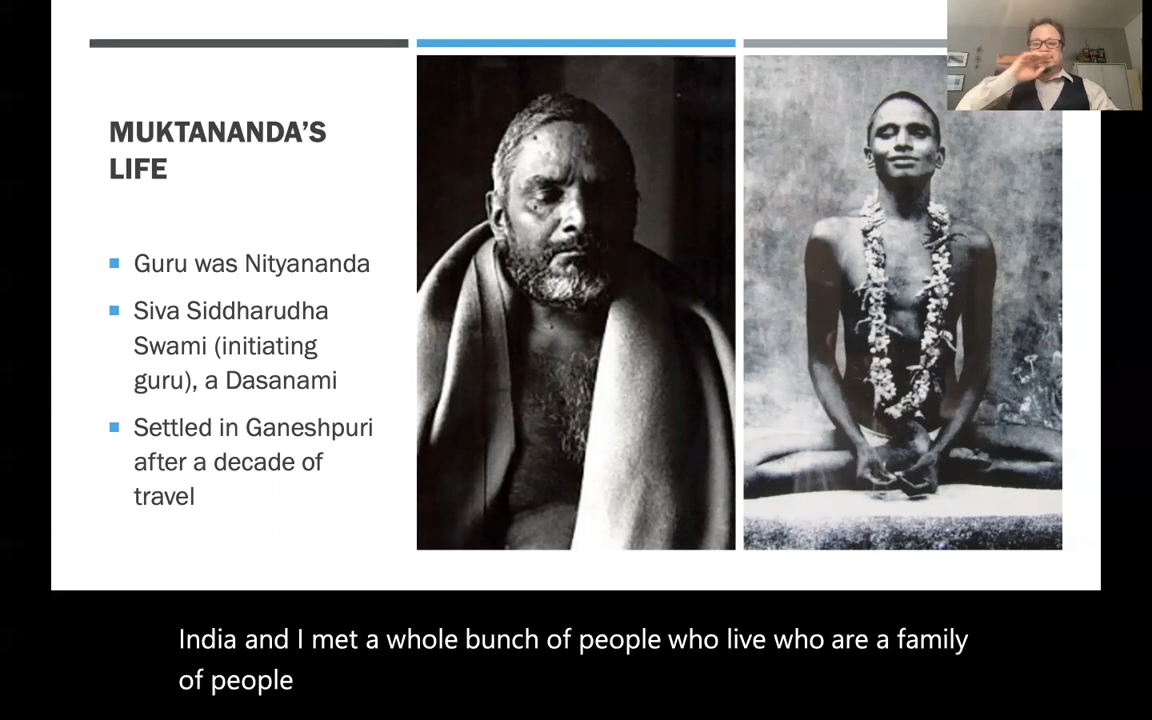 MUKTANANDA’S
LIFE
Guru was Nityananda
Siva Siddharudha
Swami (initiating
guru), a Dasanami
Settled in Ganeshpuri
after a decade of
travel
India and I met a whole bunch of people who live who are a family
of people